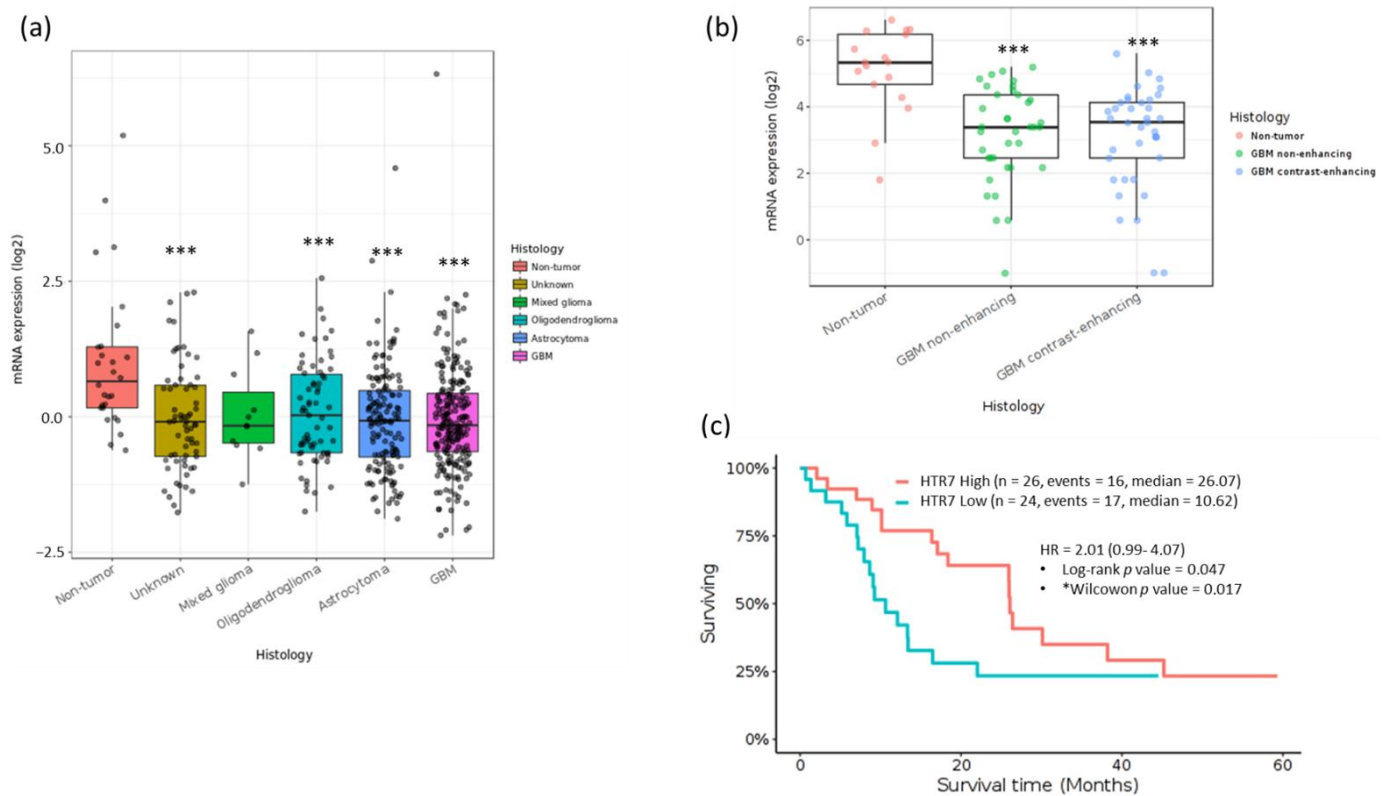 (a)
mRNA expression (log2)
5.0
2.5
0.0
−2.5
***
***
***
***
Non-tumor
Unknown
Mixed glioma
Oligodendroglioma
Astrocytoma
GBM
Histology
Histology
Non-tumor
Unknown
Mixed glioma
Oligodendroglioma
Astrocytoma
GBM
(b)
mRNA expression (log2)
6
4
2
0
***
***
Non-tumor
GBM non-enhancing
GBM contrast-enhancing
Histology
Histology
Non-tumor
GBM non-enhancing
GBM contrast-enhancing
(c)
Surviving
100%
75%
50%
25%
0%
HTR7 High (n = 26, events = 16, median = 26.07)
HTR7 Low (n = 24, events = 17, median = 10.62)
HR = 2.01 (0.99- 4.07)
• Log-rank p value = 0.047
• *Wilcowon p value = 0.017
0
20
40
60
Survival time (Months)